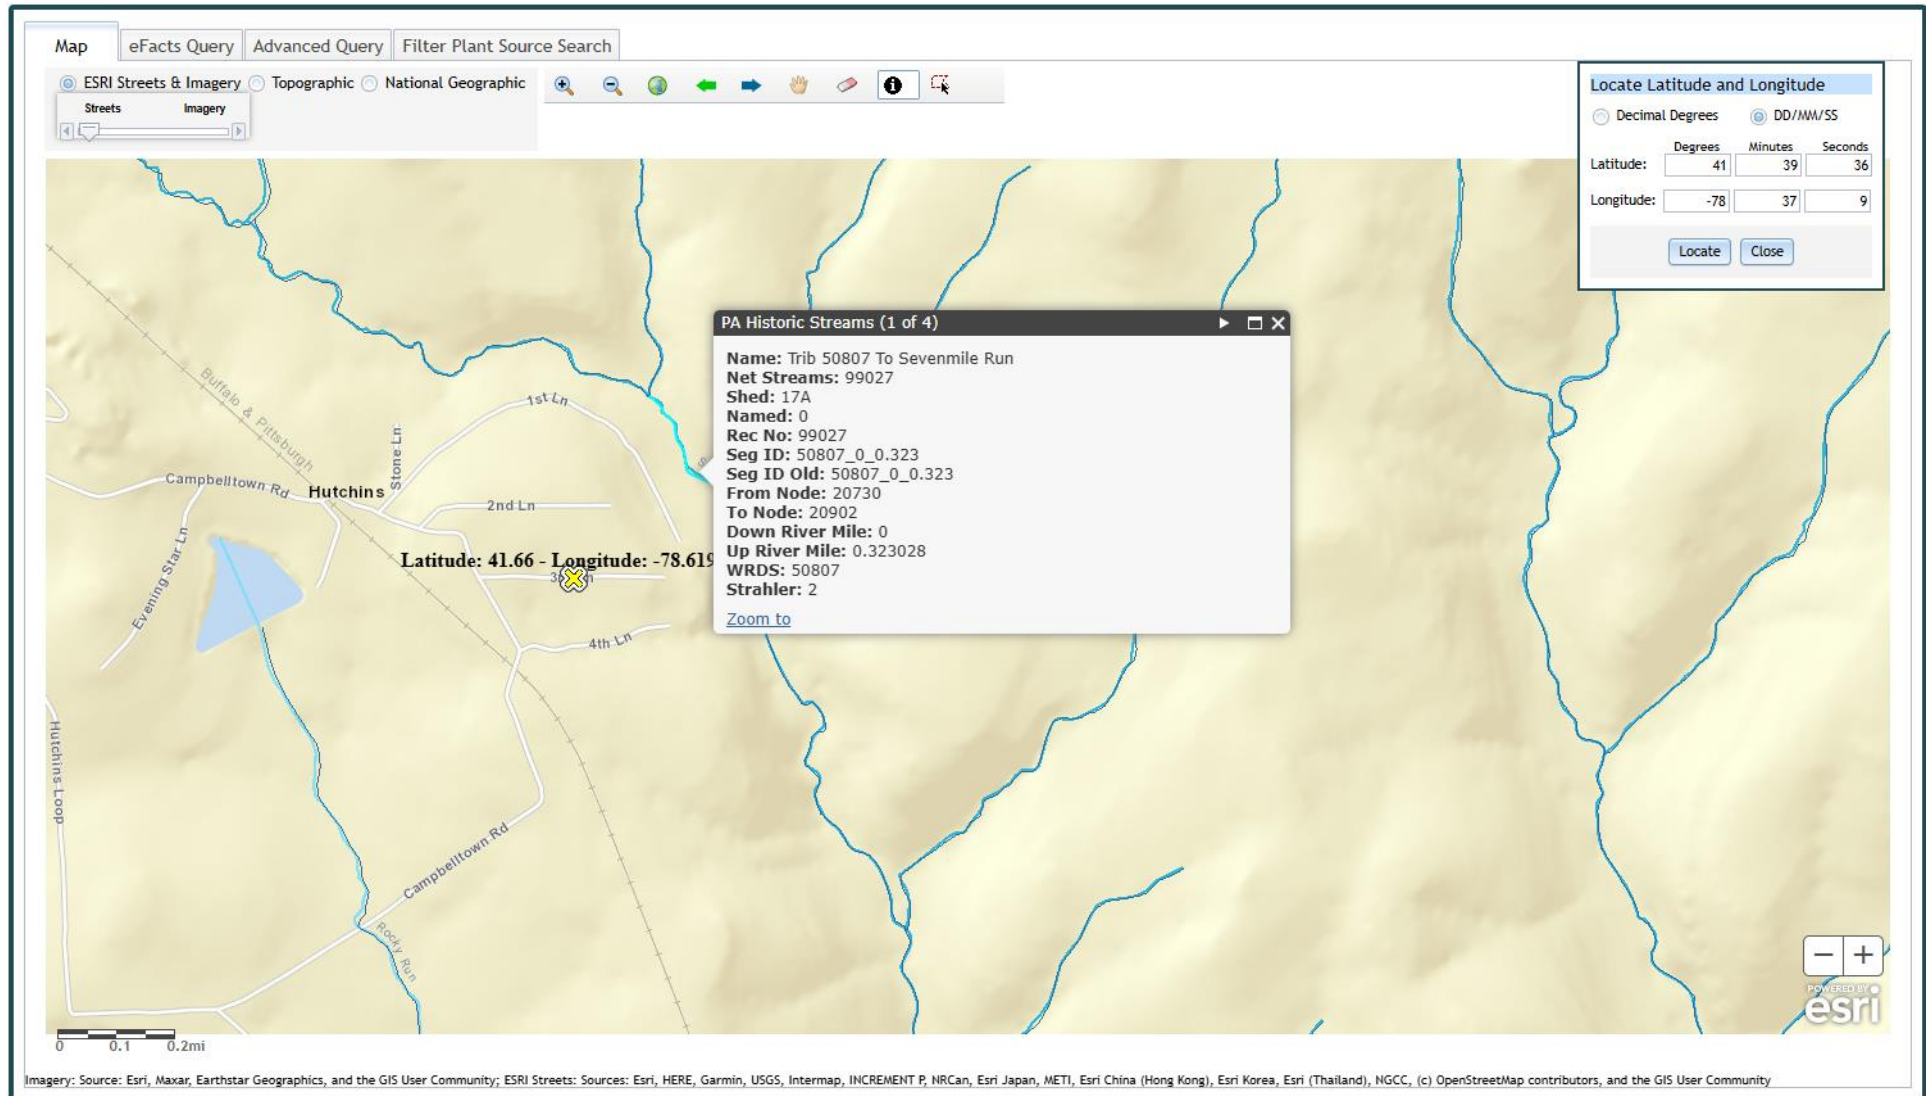 Map
eFacts Query
Advanced Query
Filter Plant Source Search
ESRI Streets & Imagery
Topographic
National Geographic
Streets
Imagery
Locate Latitude and Longitude
Decimal Degrees
DD/MM/SS
Degrees Minutes Seconds
Latitude: 41 39 36
Longitude: -78 37 9
Locate
Close
PA Historic Streams (1 of 4)
Name: Trib 50807 To Sevenmile Run
Net Streams: 99027
Shed: 17A
Named: 0
Rec No: 99027
Seg ID: 50807_0_0.323
Seg ID Old: 50807_0_0.323
From Node: 20730
To Node: 20902
Down River Mile: 0
Up River Mile: 0.323028
WRDS: 50807
Strahler: 2
Zoom to
Buffalo & Pittsburgh
1st Ln
Stone Ln
Campbelltown Rd
Hutchins
2nd Ln
Evening Star Ln
Latitude: 41.66 - Longitude: -78.619
4th Ln
Hutchins Loop
Campbelltown Rd
Rocky Run
0 0.1 0.2mi
POWERED BY
esri
Imagery: Source: Esri, Maxar, Earthstar Geographics, and the GIS User Community; ESRI Streets: Sources: Esri, HERE, Garmin, USGS, Intermap, INCREMENT P, NRCan, Esri Japan, METI, Esri China (Hong Kong), Esri Korea, Esri (Thailand), NGCC, (c) OpenStreetMap contributors, and the GIS User Community